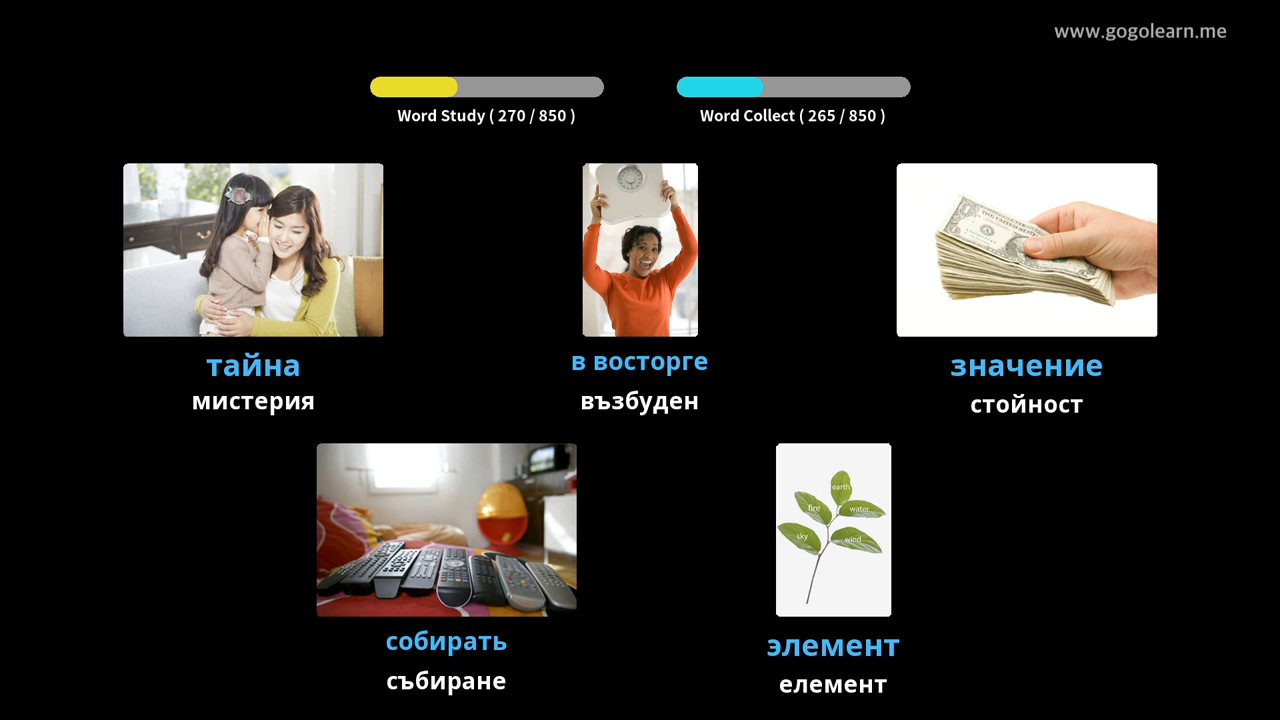 www.gogolearn.me
Word Study ( 270 / 850 )
Word Collect ( 265 / 850 )
тайна
мистерия
в восторге
възбуден
значение
стойност
earth
fire
water
sky
wind
собирать
събиране
элемент
елемент